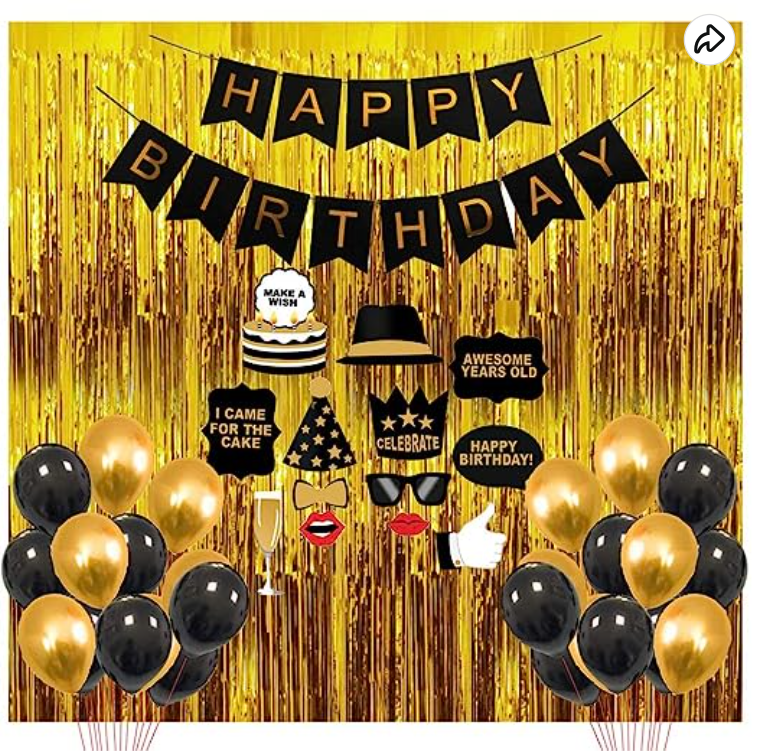 HAPPY
BIRTHDAY
MAKE A
WISH
AWESOME
YEARS OLD
I CAME
FOR THE
CAKE
CELEBRATE
HAPPY
BIRTHDAY!